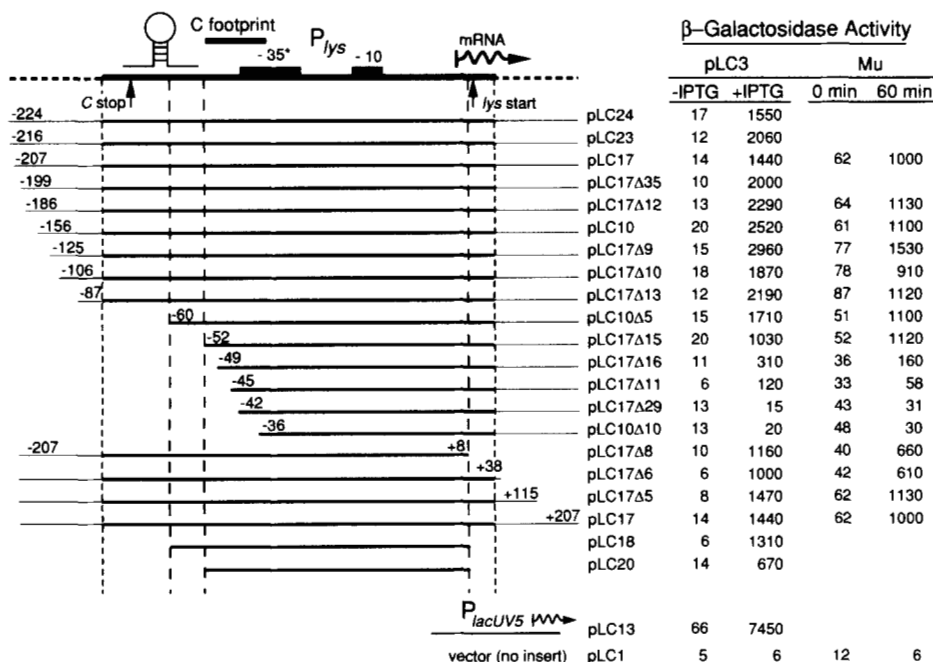 C footprint
P lys
mRNA
- 35*
- 10
C stop
lys start
β–Galactosidase Activity
pLC3 Mu
-IPTG +IPTG 0 min 60 min
-224 pLC24 17 1550
-216 pLC23 12 2060
-207 pLC17 14 1440 62 1000
-199 pLC17Δ35 10 2000
-186 pLC17Δ12 13 2290 64 1130
-156 pLC10 20 2520 61 1100
-125 pLC17Δ9 15 2960 77 1530
-106 pLC17Δ10 18 1870 78 910
-87 pLC17Δ13 12 2190 87 1120
-60 pLC10Δ5 15 1710 51 1100
-52 pLC17Δ15 20 1030 52 1120
-49 pLC17Δ16 11 310 36 160
-45 pLC17Δ11 6 120 33 58
-42 pLC17Δ29 13 15 43 31
-36 pLC10Δ10 13 20 48 30
-207 +8 pLC17Δ8 10 1160 40 660
+38 pLC17Δ6 6 1000 42 610
+115 pLC17Δ5 8 1470 62 1130
+207 pLC17 14 1440 62 1000
pLC18 6 1310
pLC20 14 670
P lacUV5
pLC13 66 7450
vector (no insert) pLC1 5 6 12 6